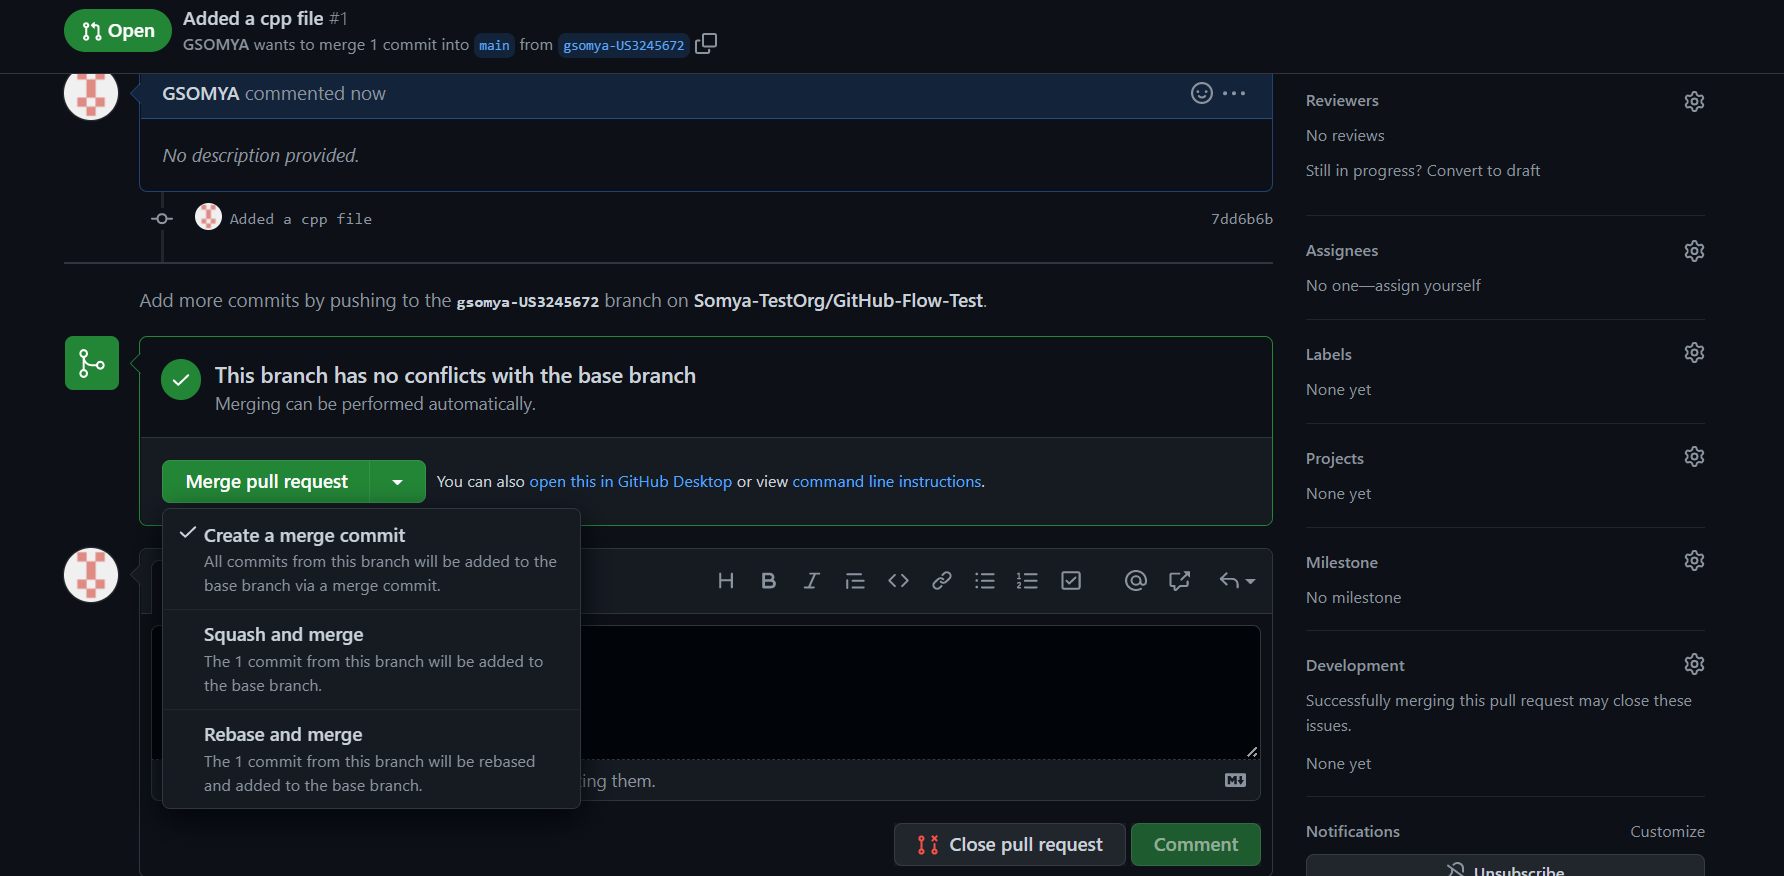 Open
Added a cpp file #1
GSOMYA wants to merge 1 commit into main from gsomya-US3245672
GSOMYA commented now
No description provided.
Added a cpp file 7dd6b6b
Add more commits by pushing to the gsomya-US3245672 branch on Somya-TestOrg/GitHub-Flow-Test.
This branch has no conflicts with the base branch
Merging can be performed automatically.
Merge pull request
You can also open this in GitHub Desktop or view command line instructions.
Create a merge commit
All commits from this branch will be added to the
base branch via a merge commit.
Squash and merge
The 1 commit from this branch will be added to
the base branch.
Rebase and merge
The 1 commit from this branch will be rebased
and added to the base branch.
them.
Close pull request
Comment
Reviewers
No reviews
Still in progress? Convert to draft
Assignees
No one—assign yourself
Labels
None yet
Projects
None yet
Milestone
No milestone
Development
Successfully merging this pull request may close these
issues.
None yet
Notifications
Customize
Unsubscribe